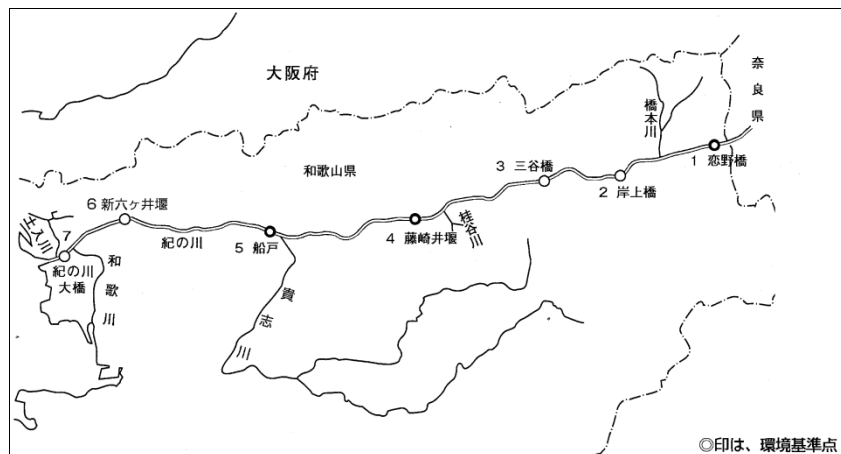 大阪府
奈良県
橋本川
和歌山県
1 恋野橋
2 岸上橋
3 三谷橋
桂谷川
4 藤崎井堰
5 船戸
紀の川
貴志川
6 新六ヶ井堰
土入川
7
紀の川
大橋
和歌川
◎印は、環境基準点